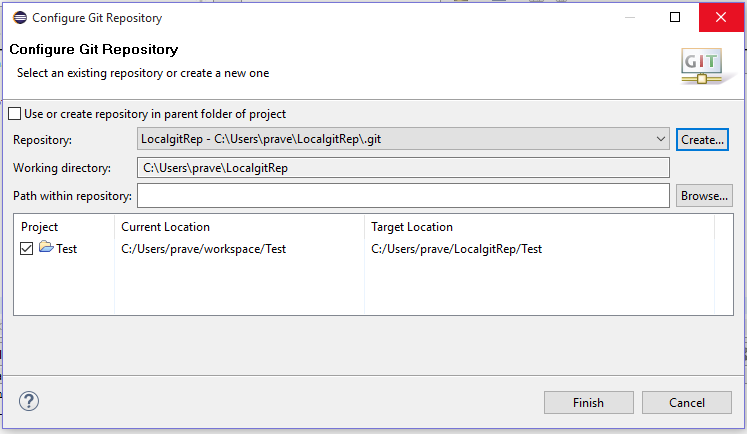 Configure Git Repository
Configure Git Repository
Select an existing repository or create a new one
GIT
Use or create repository in parent folder of project
Repository: LocalgitRep - C:\Users\prave\LocalgitRep\.git Create...
Working directory: C:\Users\prave\LocalgitRep
Path within repository: Browse...
Project Current Location Target Location
Test C:/Users/prave/workspace/Test C:/Users/prave/LocalgitRep/Test
? Finish Cancel